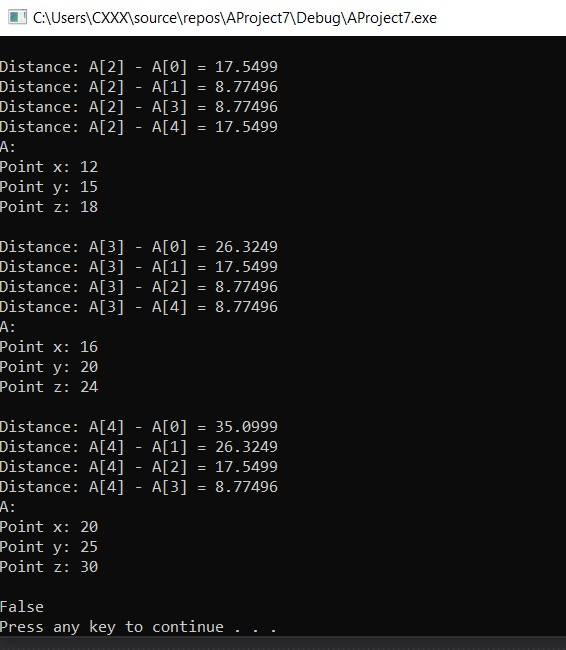 C:\Users\CXXX\source\repos\AProject7\Debug\AProject7.exe
Distance: A[2] - A[0] = 17.5499
Distance: A[2] - A[1] = 8.77496
Distance: A[2] - A[3] = 8.77496
Distance: A[2] - A[4] = 17.5499
A:
Point x: 12
Point y: 15
Point z: 18
Distance: A[3] - A[0] = 26.3249
Distance: A[3] - A[1] = 17.5499
Distance: A[3] - A[2] = 8.77496
Distance: A[3] - A[4] = 8.77496
A:
Point x: 16
Point y: 20
Point z: 24
Distance: A[4] - A[0] = 35.0999
Distance: A[4] - A[1] = 26.3249
Distance: A[4] - A[2] = 17.5499
Distance: A[4] - A[3] = 8.77496
A:
Point x: 20
Point y: 25
Point z: 30
False
Press any key to continue . . .